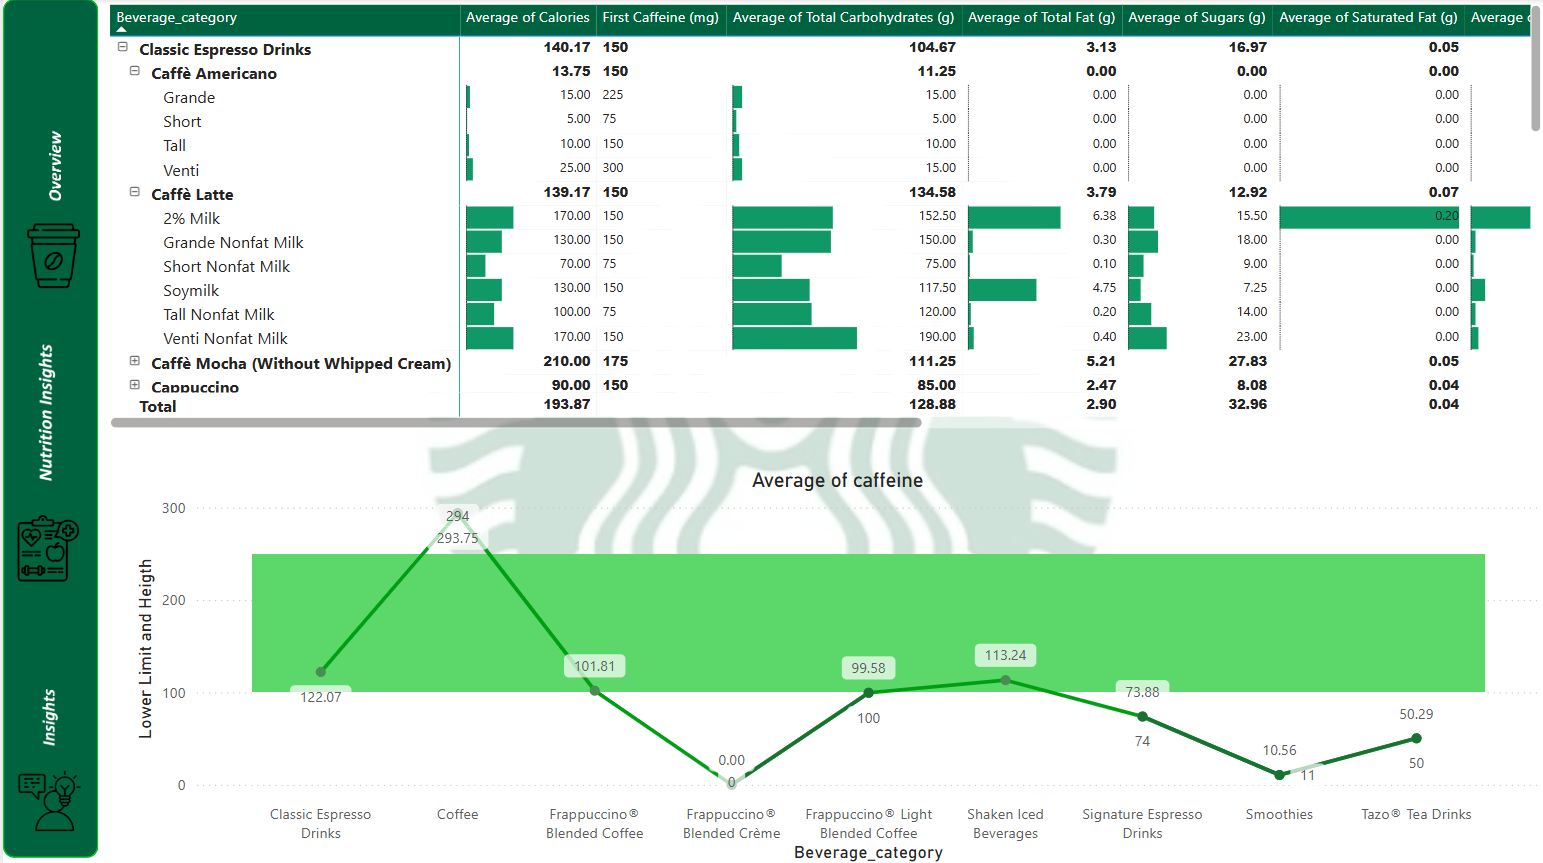 Overview
Nutrition Insights
Insights
Beverage_category Average of Calories First Caffeine (mg) Average of Total Carbohydrates (g) Average of Total Fat (g) Average of Sugars (g) Average of Saturated Fat (g) Average
Classic Espresso Drinks 140.17 150 104.67 3.13 16.97 0.05
Caffè Americano 13.75 150 11.25 0.00 0.00 0.00
Grande 15.00 225 15.00 0.00 0.00 0.00
Short 5.00 75 5.00 0.00 0.00 0.00
Tall 10.00 150 10.00 0.00 0.00 0.00
Venti 25.00 300 15.00 0.00 0.00 0.00
Caffè Latte 139.17 150 134.58 3.79 12.92 0.07
2% Milk 170.00 150 152.50 6.38 15.50 0.20
Grande Nonfat Milk 130.00 150 150.00 0.30 18.00 0.00
Short Nonfat Milk 70.00 75 75.00 0.10 9.00 0.00
Soymilk 130.00 150 117.50 4.75 7.25 0.00
Tall Nonfat Milk 100.00 75 120.00 0.20 14.00 0.00
Venti Nonfat Milk 170.00 150 190.00 0.40 23.00 0.00
Caffè Mocha (Without Whipped Cream) 210.00 175 111.25 5.21 27.83 0.05
Cappuccino 90.00 150 85.00 2.47 8.08 0.04
Total 193.87 128.88 2.90 32.96 0.04
Average of caffeine
Lower Limit and Heigth
300
200
100
0
122.07
294
293.75
101.81
0.00
0
99.58
100
113.24
73.88
74
10.56
11
50.29
50
Classic Espresso
Drinks
Coffee
Frappuccino®
Blended Coffee
Frappuccino®
Blended Crème
Frappuccino® Light
Blended Coffee
Shaken Iced
Beverages
Signature Espresso
Drinks
Smoothies
Tazo® Tea Drinks
Beverage_category